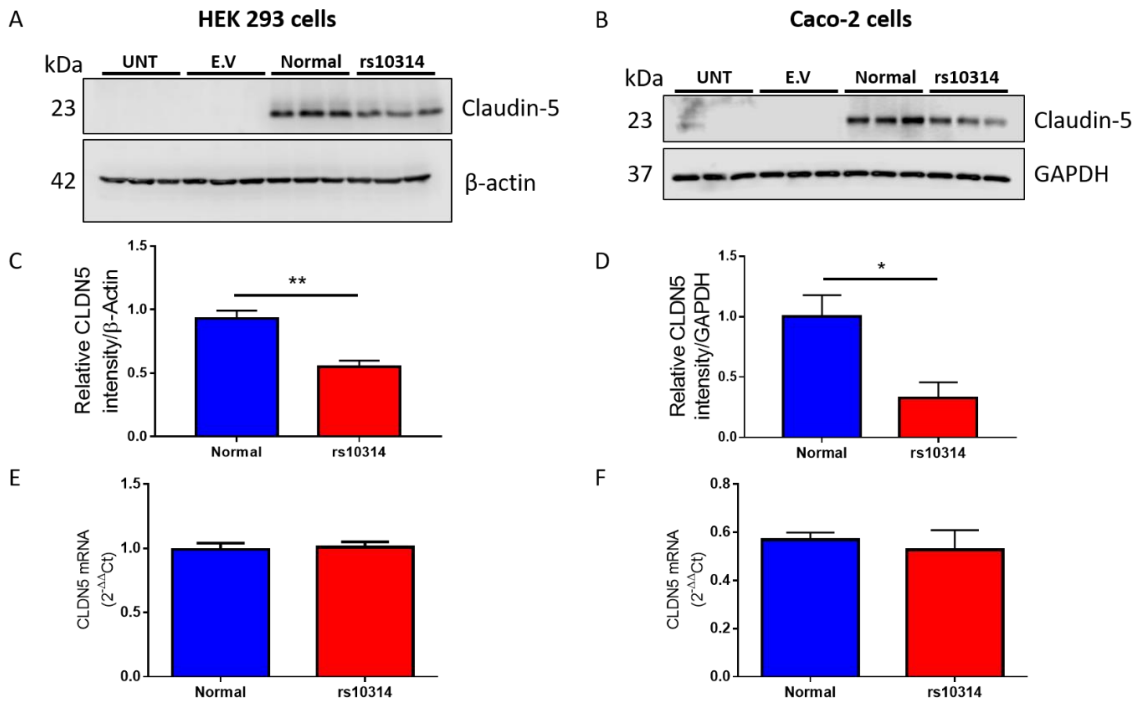 A
HEK 293 cells
kDa
UNT E.V Normal rs10314
23
Claudin-5
42
β-actin
B
Caco-2 cells
kDa
UNT E.V Normal rs10314
23
Claudin-5
37
GAPDH
C
Relative CLDN5
intensity/β-Actin
1.5
1.0
0.5
0.0
**
Normal rs10314
D
Relative CLDN5
intensity/GAPDH
1.5
1.0
0.5
0.0
*
Normal rs10314
E
CLDN5 mRNA
(2-ΔΔCt)
1.5
1.0
0.5
0.0
Normal rs10314
F
CLDN5 mRNA
(2-ΔΔCt)
0.8
0.6
0.4
0.2
0.0
Normal rs10314